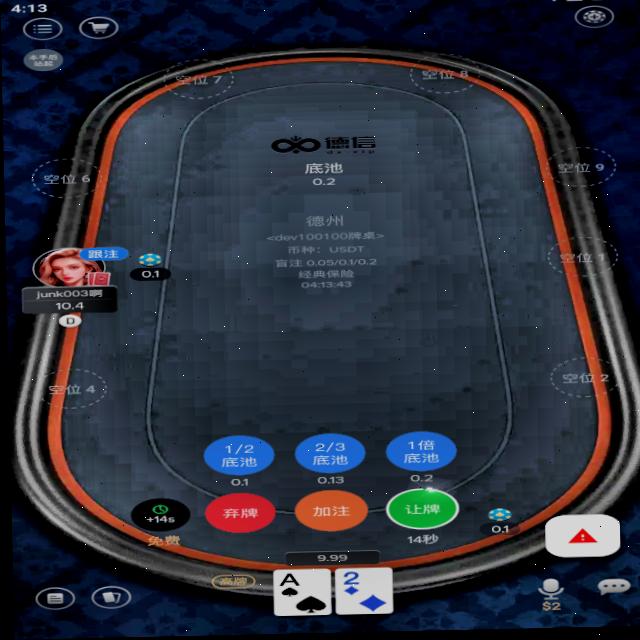 4:13
空位 7
空位 8
德信
底池
0.2
空位 6
空位 9
德州
<dev100100牌桌>
币种： USDT
盲注 0.05/0.1/0.2
经典保险
04:13:43
跟注
空位 1
0.1
junk003啊
10.4
D
空位 4
空位 2
1/2
底池
2/3
底池
1倍
底池
0.1
0.13
0.2
+14s
弃牌
加注
让牌
0.1
免费
14秒
9.99
高牌
A
2
$2